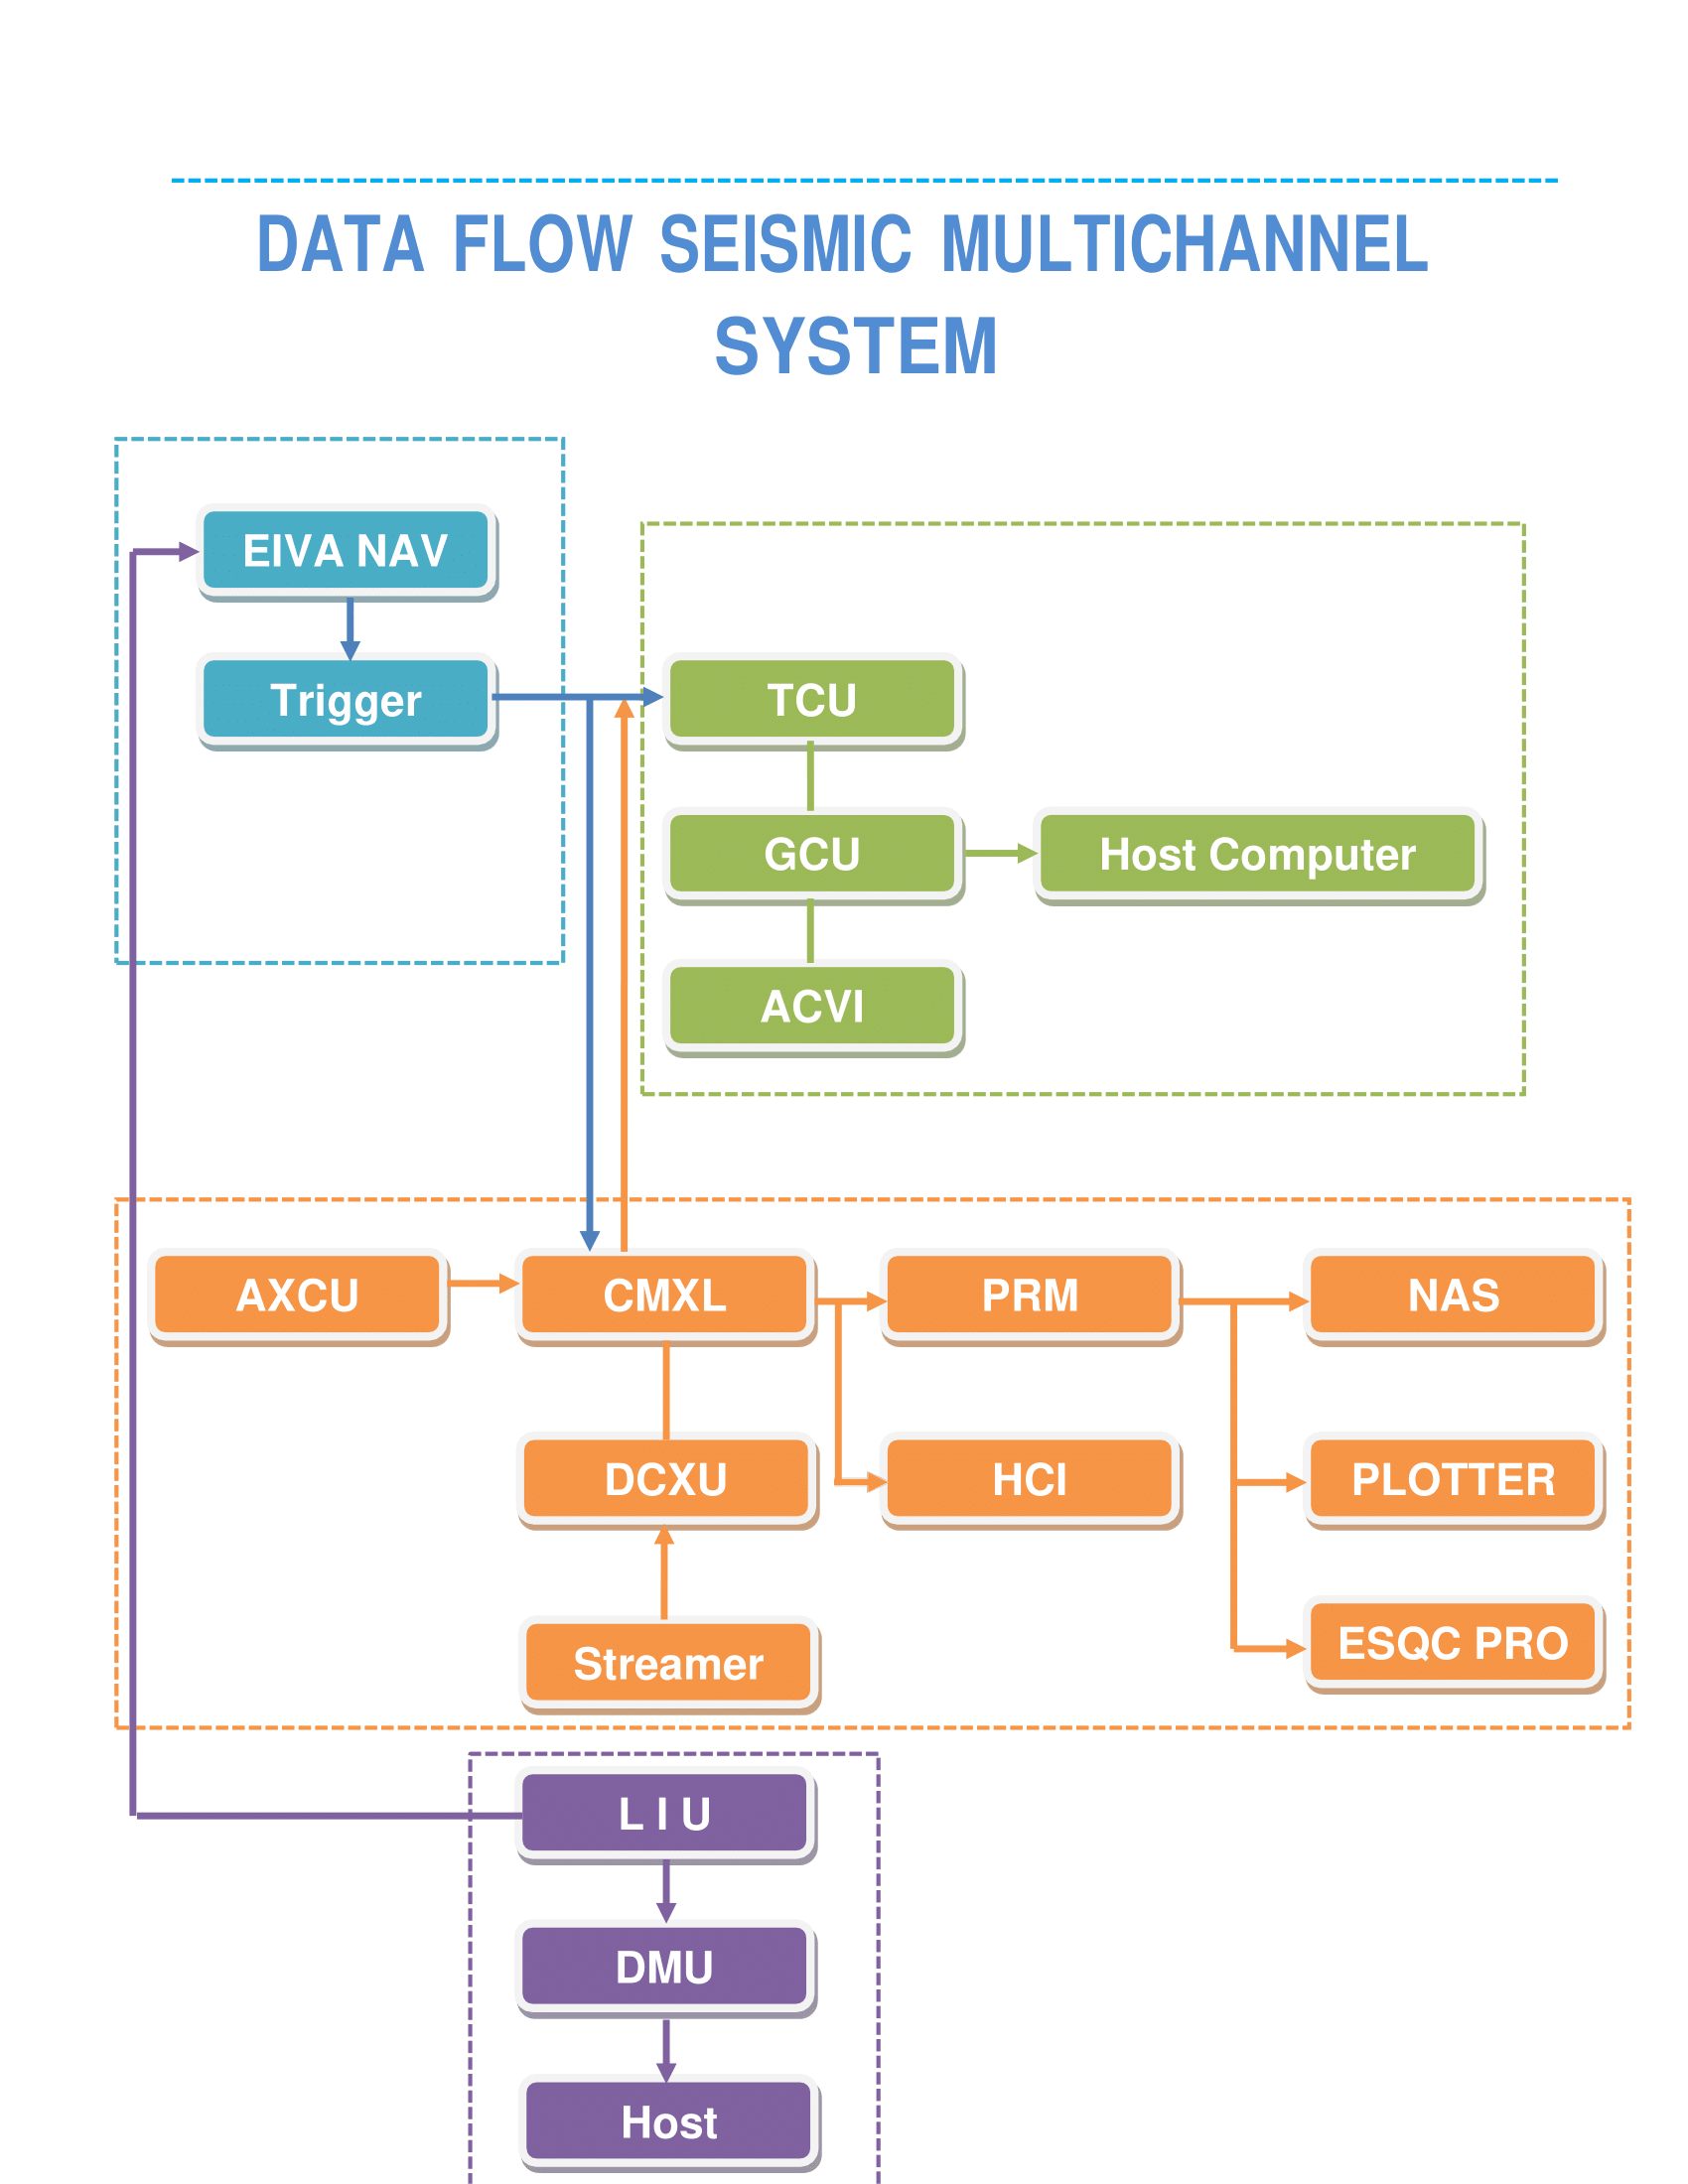 DATA FLOW SEISMIC MULTICHANNEL
SYSTEM
EIVA NAV
Trigger
TCU
GCU
Host Computer
ACVI
AXCU
CMXL
PRM
NAS
DCXU
HCI
PLOTTER
Streamer
ESQC PRO
L I U
DMU
Host